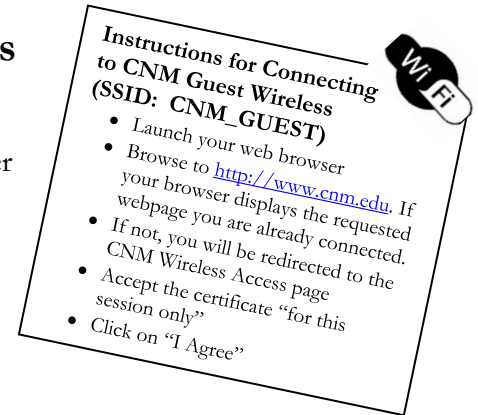 s
er
Wi Fi
Instructions for Connecting
to CNM Guest Wireless
(SSID: CNM_GUEST)
• Launch your web browser
• Browse to http://www.cnm.edu. If
your browser displays the requested
webpage you are already connected.
• If not, you will be redirected to the
CNM Wireless Access page
• Accept the certificate “for this
session only”
• Click on “I Agree”